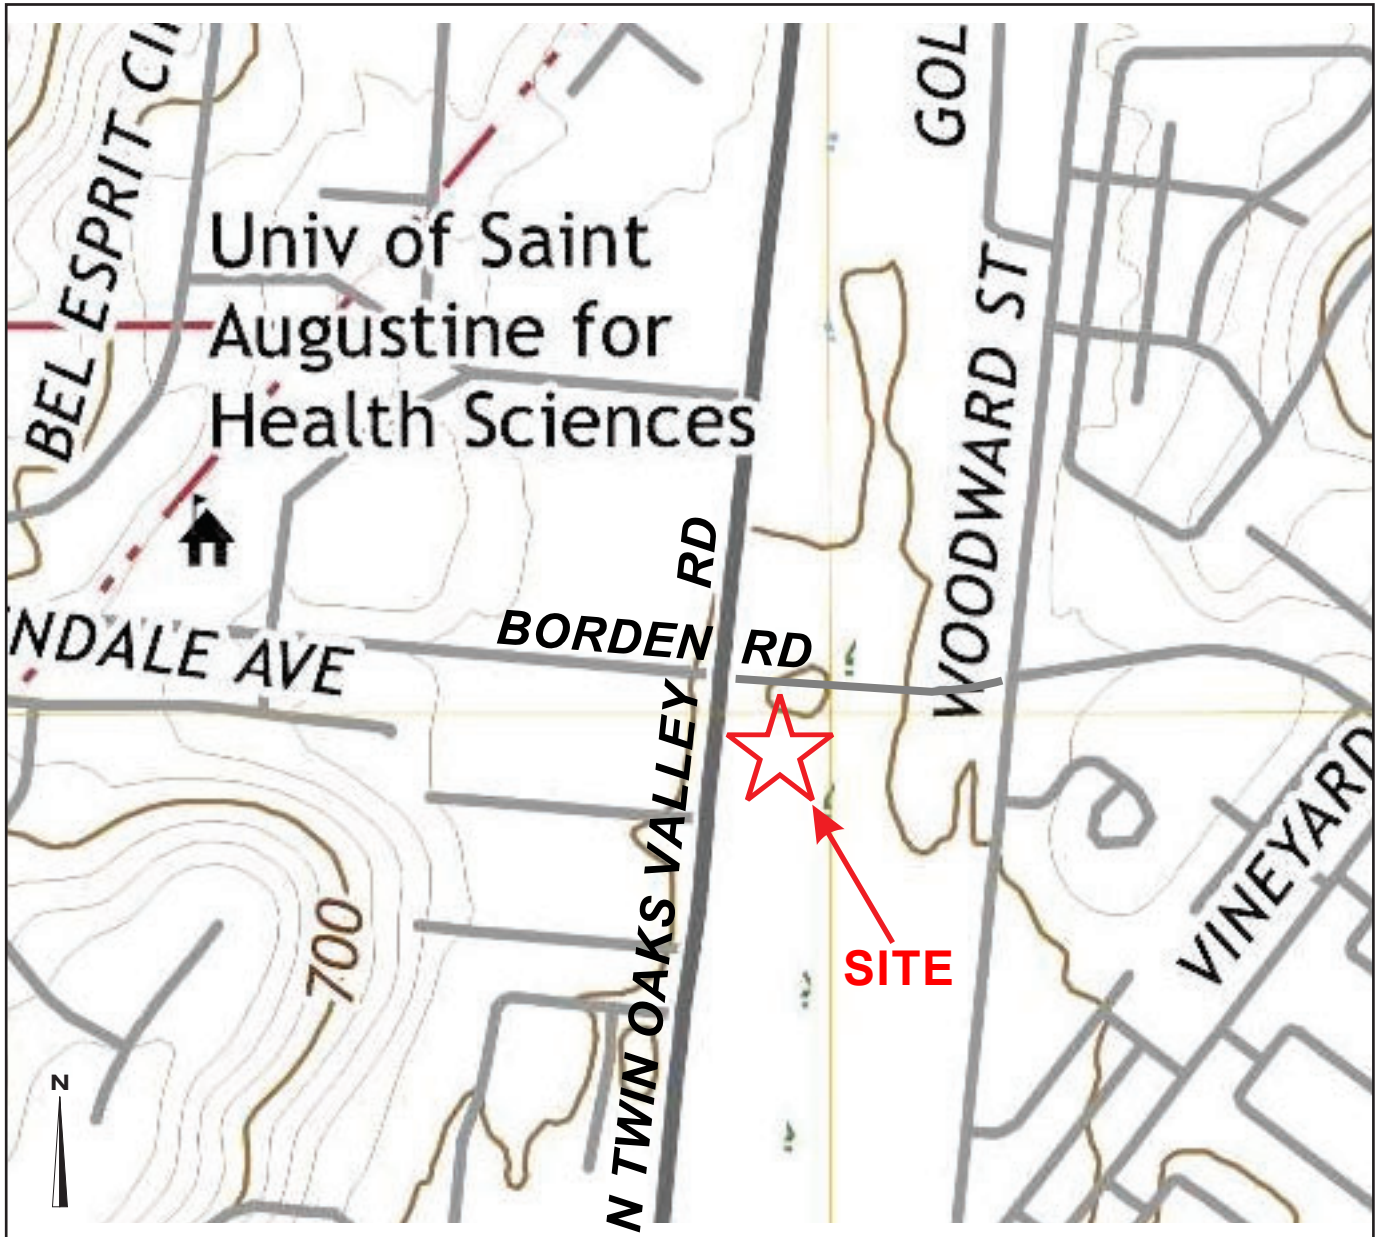 BEL ESPRIT CI
GOL
Univ of Saint
Augustine for
Health Sciences
WOODWARD ST
BORDEN RD
NDALE AVE
N TWIN OAKS VALLEY RD
VINEYARD
SITE
700
N